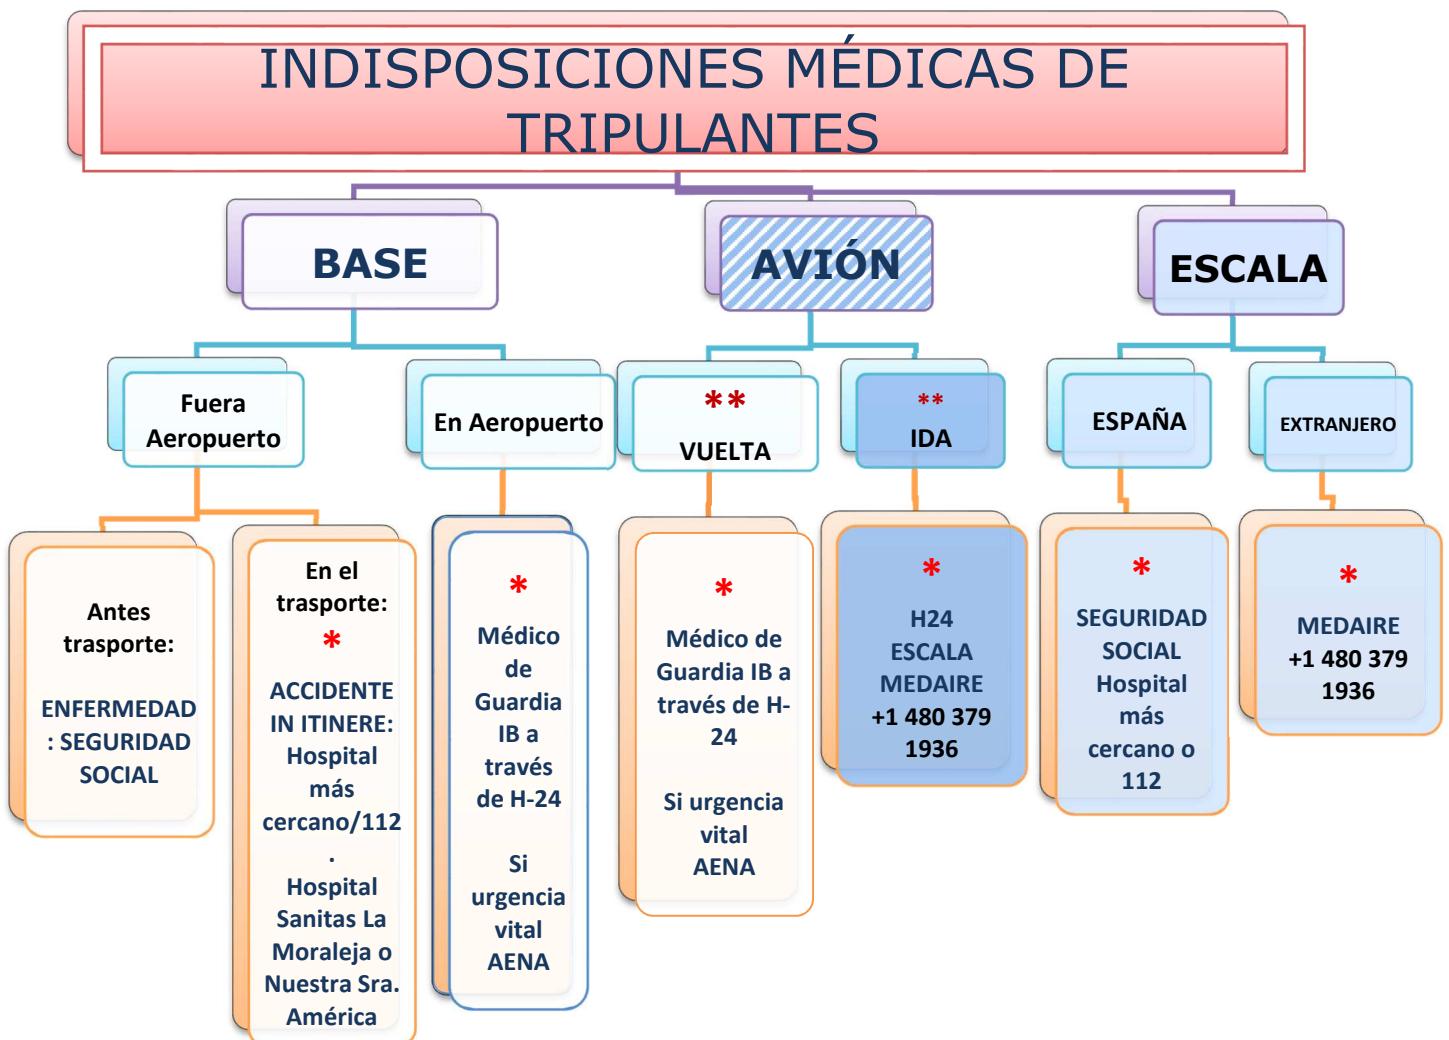 INDISPOSICIONES MÉDICAS DE
TRIPULANTES
BASE
AVIÓN
ESCALA
Fuera
Aeropuerto
En Aeropuerto
**
VUELTA
**
IDA
ESPAÑA
EXTRANJERO
Antes
trasporte:
ENFERMEDAD
: SEGURIDAD
SOCIAL
En el
trasporte:
*
ACCIDENTE
IN ITINERE:
Hospital
más
cercano/112
.
Hospital
Sanitas La
Moraleja o
Nuestra Sra.
América
*
Médico
de
Guardia
IB a
través
de H-24
Si
urgencia
vital
AENA
*
Médico de
Guardia IB a
través de H-
24
Si urgencia
vital
AENA
*
H24
ESCALA
MEDAIRE
+1 480 379
1936
*
SEGURIDAD
SOCIAL
Hospital
más
cercano o
112
*
MEDAIRE
+1 480 379
1936